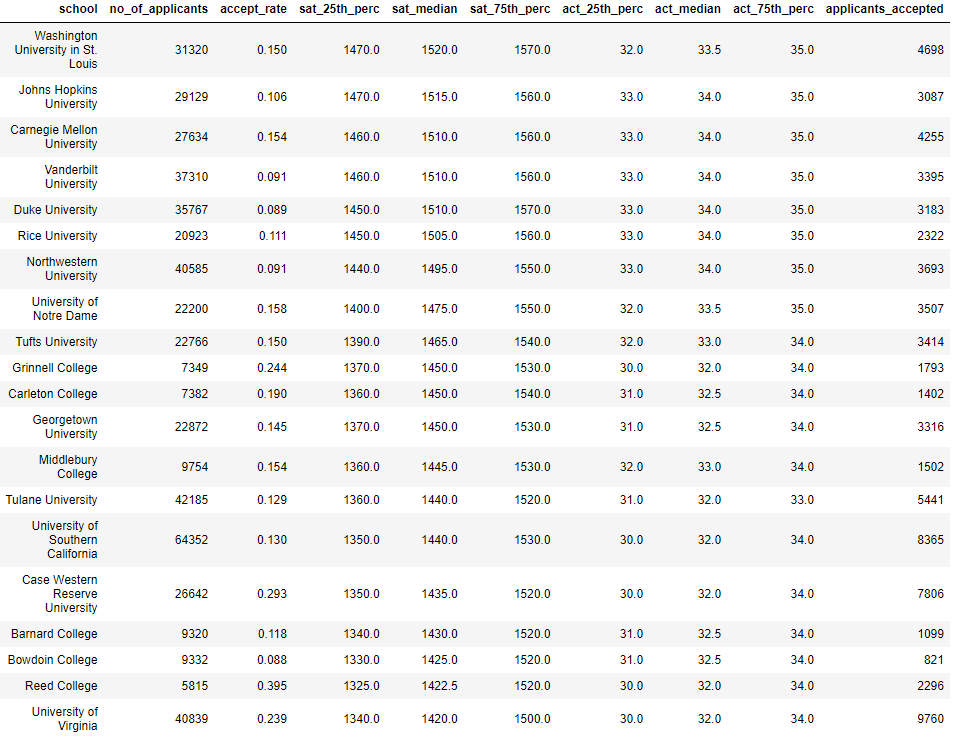 school no_of_applicants accept_rate sat_25th_perc sat_median sat_75th_perc act_25th_perc act_median act_75th_perc applicants_accepted
Washington
University in St. 31320 0.150 1470.0 1520.0 1570.0 32.0 33.5 35.0 4698
Louis
Johns Hopkins
University 29129 0.106 1470.0 1515.0 1560.0 33.0 34.0 35.0 3087
Carnegie Mellon
University 27634 0.154 1460.0 1510.0 1560.0 33.0 34.0 35.0 4255
Vanderbilt
University 37310 0.091 1460.0 1510.0 1560.0 33.0 34.0 35.0 3395
Duke University 35767 0.089 1450.0 1510.0 1570.0 33.0 34.0 35.0 3183
Rice University 20923 0.111 1450.0 1505.0 1560.0 33.0 34.0 35.0 2322
Northwestern
University 40585 0.091 1440.0 1495.0 1550.0 33.0 34.0 35.0 3693
University of
Notre Dame 22200 0.158 1400.0 1475.0 1550.0 32.0 33.5 35.0 3507
Tufts University 22766 0.150 1390.0 1465.0 1540.0 32.0 33.0 34.0 3414
Grinnell College 7349 0.244 1370.0 1450.0 1530.0 30.0 32.0 34.0 1793
Carleton College 7382 0.190 1360.0 1450.0 1540.0 31.0 32.5 34.0 1402
Georgetown
University 22872 0.145 1370.0 1450.0 1530.0 31.0 32.5 34.0 3316
Middlebury
College 9754 0.154 1360.0 1445.0 1530.0 32.0 33.0 34.0 1502
Tulane University 42185 0.129 1360.0 1440.0 1520.0 31.0 32.0 33.0 5441
University of
Southern 64352 0.130 1350.0 1440.0 1530.0 30.0 32.0 34.0 8365
California
Case Western
Reserve 26642 0.293 1350.0 1435.0 1520.0 30.0 32.0 34.0 7806
University
Barnard College 9320 0.118 1340.0 1430.0 1520.0 31.0 32.5 34.0 1099
Bowdoin College 9332 0.088 1330.0 1425.0 1520.0 31.0 32.5 34.0 821
Reed College 5815 0.395 1325.0 1422.5 1520.0 30.0 32.0 34.0 2296
University of
Virginia 40839 0.239 1340.0 1420.0 1500.0 30.0 32.0 34.0 9760